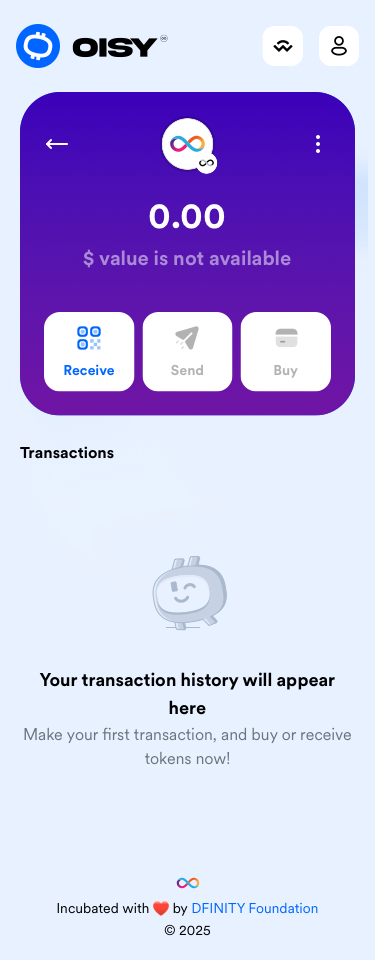 OISY
0.00
$ value is not available
Receive
Send
Buy
Transactions
Your transaction history will appear
here
Make your first transaction, and buy or receive
tokens now!
Incubated with ❤️ by DFINITY Foundation
© 2025